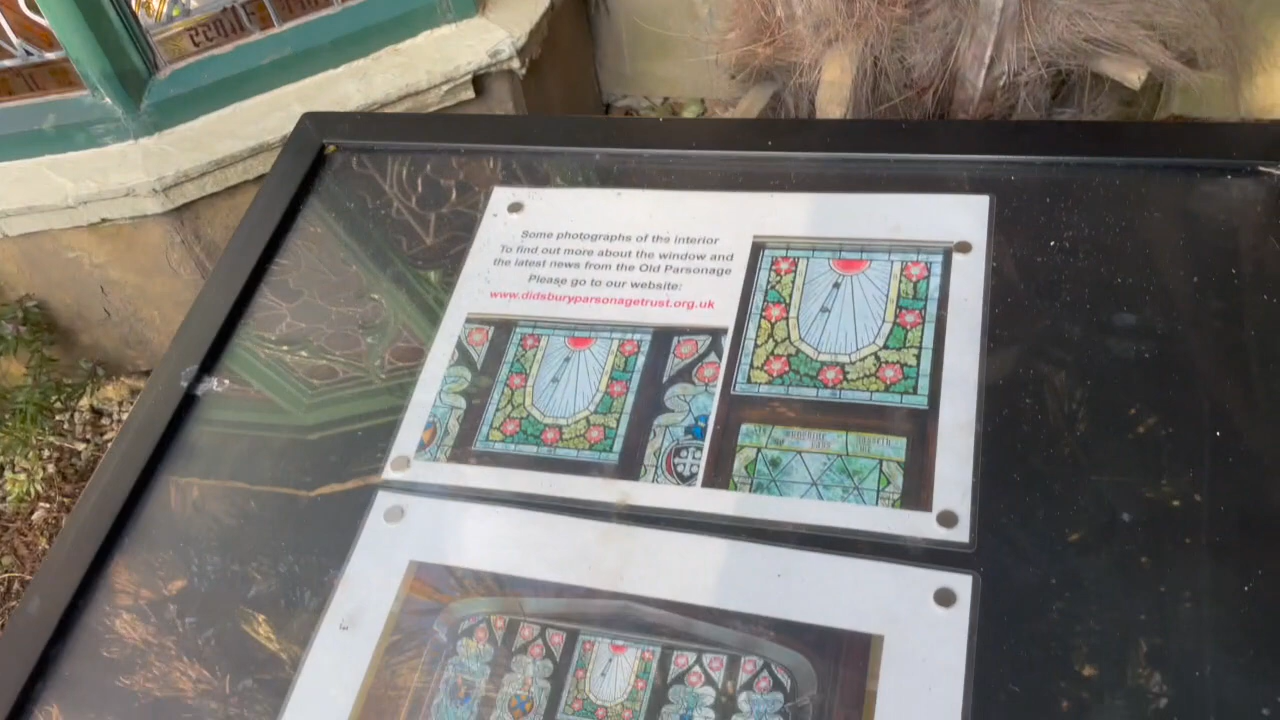 Some photographs of the interior
To find out more about the window and
the latest news from the Old Parsonage
Please go to our website:
www.didsburyparsonagetrust.org.uk